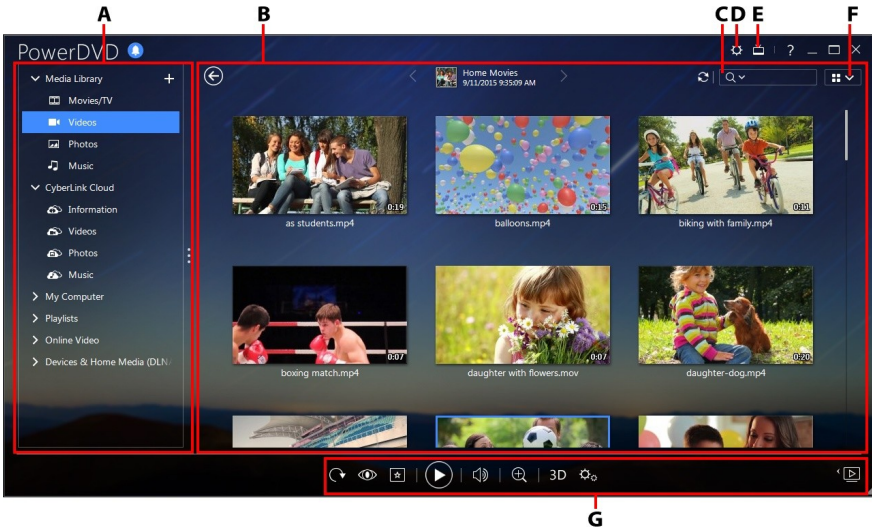 A B C D E F
PowerDVD ?
Media Library +
Home Movies
9/11/2015 9:35:09 AM
Movies/TV
Videos
Photos
Music
CyberLink Cloud
Information
Videos
Photos
Music
My Computer
Playlists
Online Video
Devices & Home Media (DLN
0:19 0:15 0:11
as students.mp4 balloons.mp4 biking with family.mp4
0:07 0:07 0:20
boxing match.mp4 daughter with flowers.mov daughter-dog.mp4
3D
G